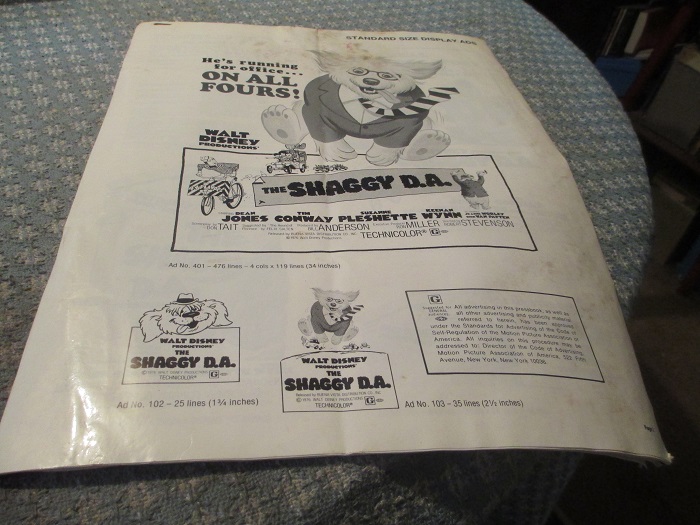 STANDARD SIZE DISPLAY ADS
He's running
for office...
ON ALL
FOURS!
WALT
DISNEY
PRODUCTIONS'
THE SHAGGY D.A.
DEAN TIM SUZANNE KEENAN
JONES CONWAY PLESHETTE WYNN
TAIT ANDERSON MILLER STEVENSON
TECHNICOLOR® G
Ad No. 401 – 476 lines – 4 cols x 119 lines (34 inches)
WALT DISNEY
PRODUCTIONS'
THE
SHAGGY D.A.
TECHNICOLOR® G
Ad No. 102 – 25 lines (1¾ inches)
WALT DISNEY
PRODUCTIONS'
THE
SHAGGY D.A.
TECHNICOLOR® G
Ad No. 103 – 35 lines (2½ inches)
G
All advertising in this pressbook, as well as
all other advertising and publicity material
referred to herein, has been approved
under the Standards for Advertising of the Code of
Self-Regulation of the Motion Picture Association of
America. All inquiries on this procedure may be
addressed to: Director of the Code of Advertising
Motion Picture Association of America, 522 Fifth
Avenue, New York, New York 10036.